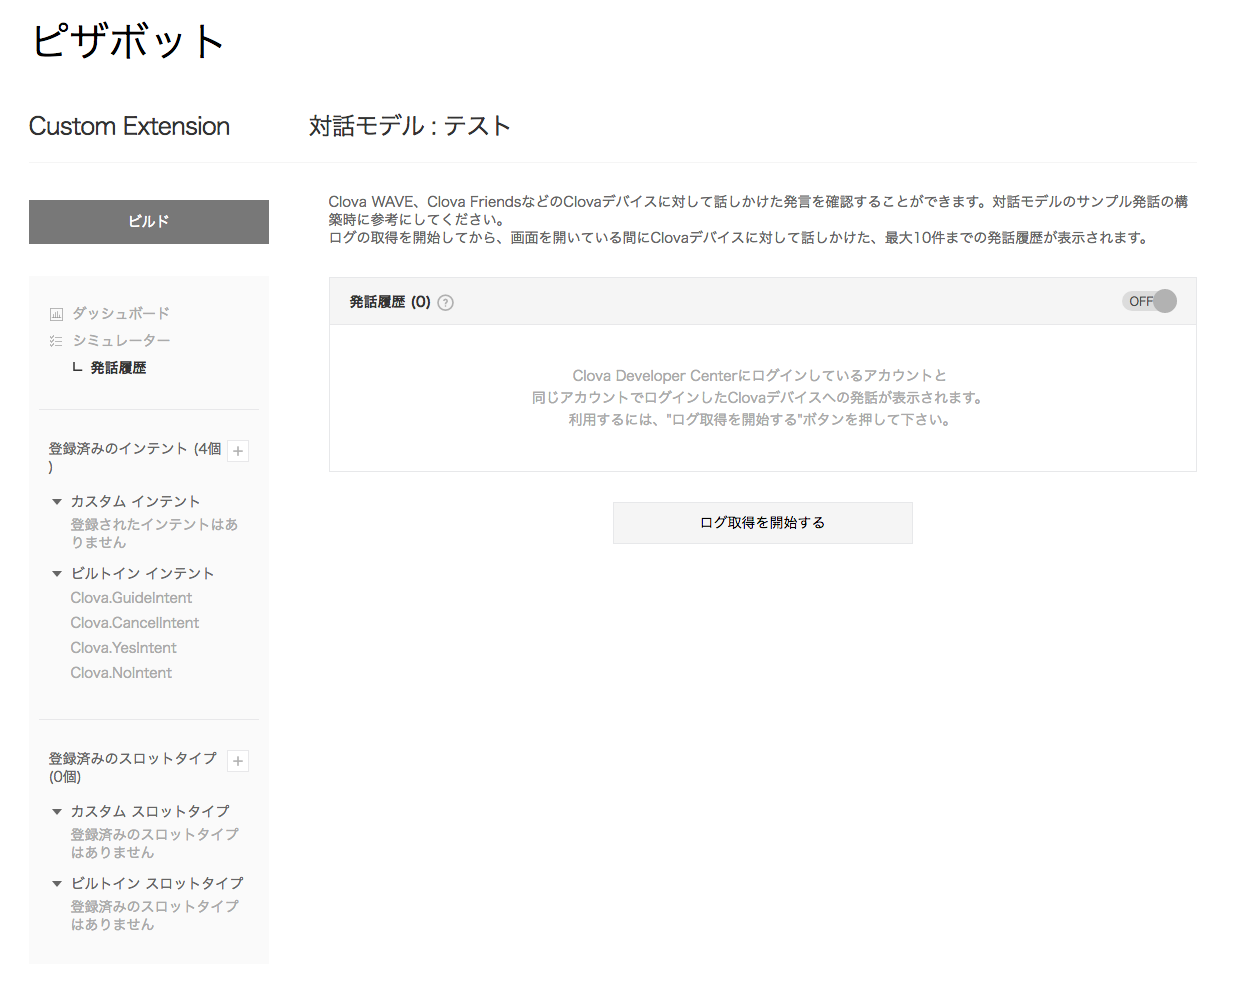 ピザボット
Custom Extension
対話モデル : テスト
ビルド
ダッシュボード
シミュレーター
発話履歴
登録済みのインテント (4個
)
+
カスタム インテント
登録されたインテントはあ
りません
ビルトイン インテント
Clova.GuideIntent
Clova.CancelIntent
Clova.YesIntent
Clova.NoIntent
登録済みのスロットタイプ
(0個)
+
カスタム スロットタイプ
登録済みのスロットタイプ
はありません
ビルトイン スロットタイプ
登録済みのスロットタイプ
はありません
Clova WAVE、Clova FriendsなどのClovaデバイスに対して話しかけた発言を確認することができます。対話モデルのサンプル発話の構
築時に参考にしてください。
ログの取得を開始してから、画面を開いている間にClovaデバイスに対して話しかけた、最大10件までの発話履歴が表示されます。
発話履歴 (0) ?
OFF
Clova Developer Centerにログインしているアカウントと
同じアカウントでログインしたClovaデバイスへの発話が表示されます。
利用するには、"ログ取得を開始する"ボタンを押して下さい。
ログ取得を開始する